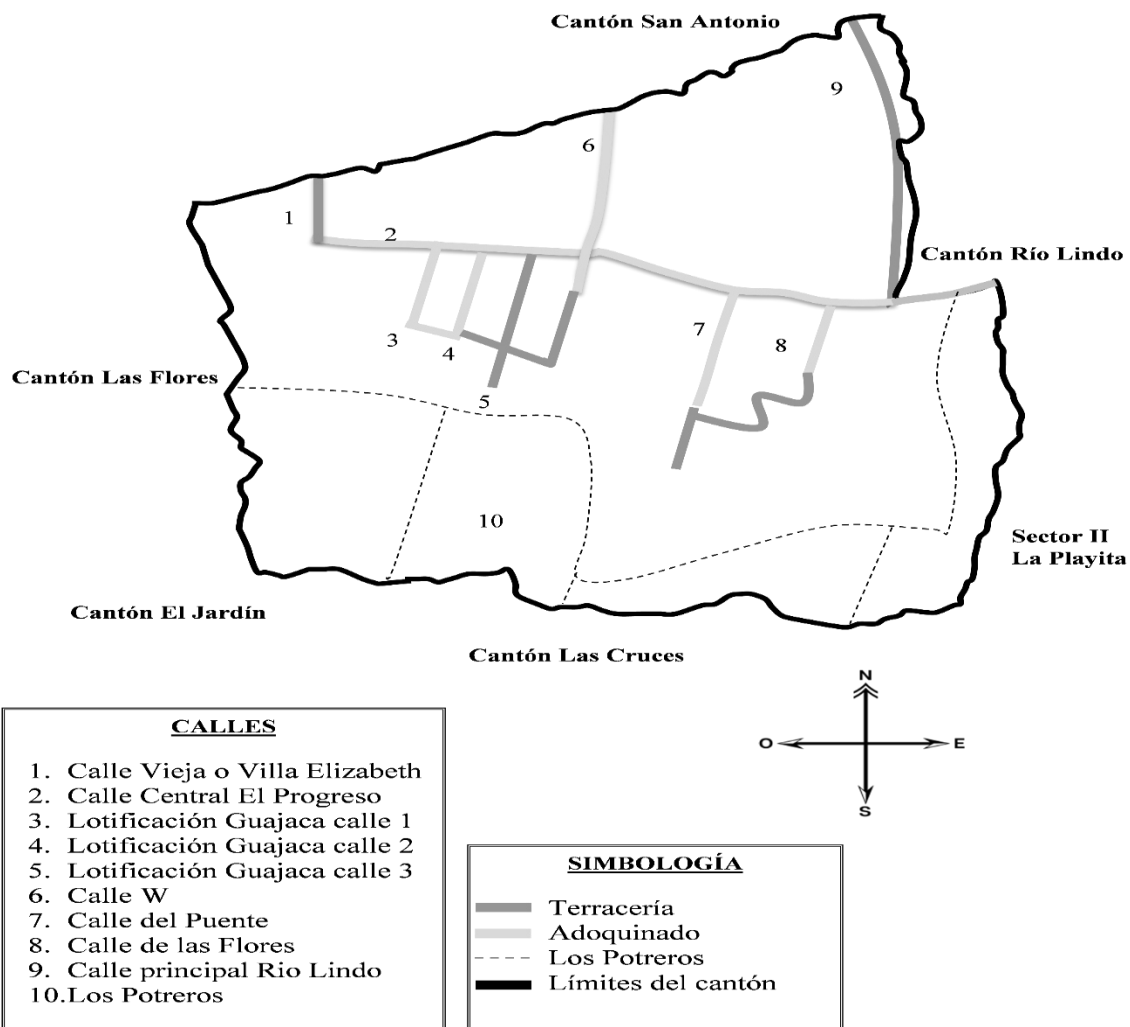 Cantón San Antonio
9
6
1
2
Cantón Río Lindo
3
4
7
8
Cantón Las Flores
5
10
Sector II
La Playita
Cantón El Jardín
Cantón Las Cruces
N
O
E
S
CALLES
1. Calle Vieja o Villa Elizabeth
2. Calle Central El Progreso
3. Lotificación Guajaca calle 1
4. Lotificación Guajaca calle 2
5. Lotificación Guajaca calle 3
6. Calle W
7. Calle del Puente
8. Calle de las Flores
9. Calle principal Rio Lindo
10.Los Potreros
SIMBOLOGÍA
Terracería
Adoquinado
Los Potreros
Límites del cantón